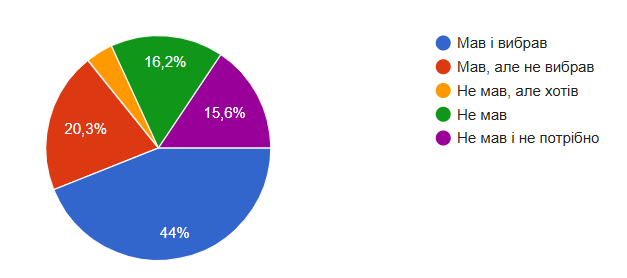 16,2%
15,6%
20,3%
44%
Мав і вибрав
Мав, але не вибрав
Не мав, але хотів
Не мав
Не мав і не потрібно